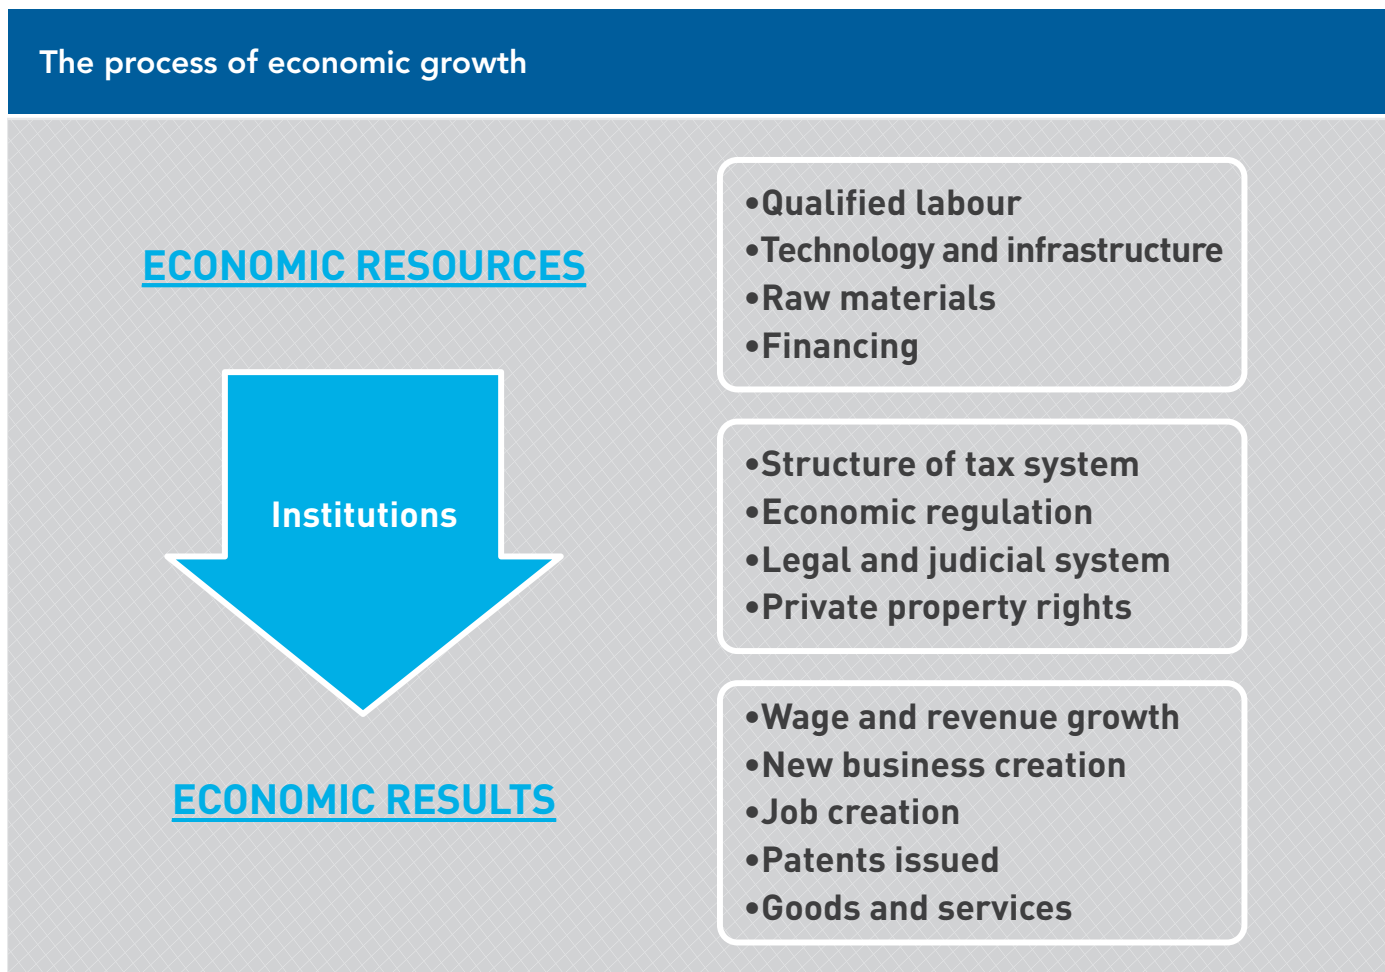 The process of economic growth
ECONOMIC RESOURCES
•Qualified labour
•Technology and infrastructure
•Raw materials
•Financing
Institutions
•Structure of tax system
•Economic regulation
•Legal and judicial system
•Private property rights
ECONOMIC RESULTS
•Wage and revenue growth
•New business creation
•Job creation
•Patents issued
•Goods and services